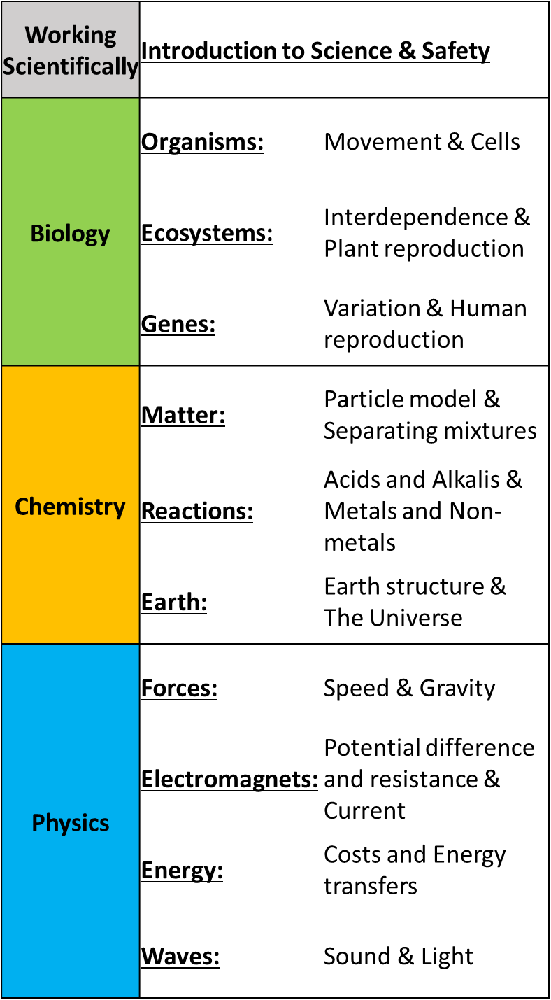 Working
Scientifically
Introduction to Science & Safety
Biology
Organisms:
Movement & Cells
Ecosystems:
Interdependence &
Plant reproduction
Genes:
Variation & Human
reproduction
Chemistry
Matter:
Particle model &
Separating mixtures
Reactions:
Acids and Alkalis &
Metals and Non-
metals
Earth:
Earth structure &
The Universe
Physics
Forces:
Speed & Gravity
Electromagnets:
Potential difference
and resistance &
Current
Energy:
Costs and Energy
transfers
Waves:
Sound & Light